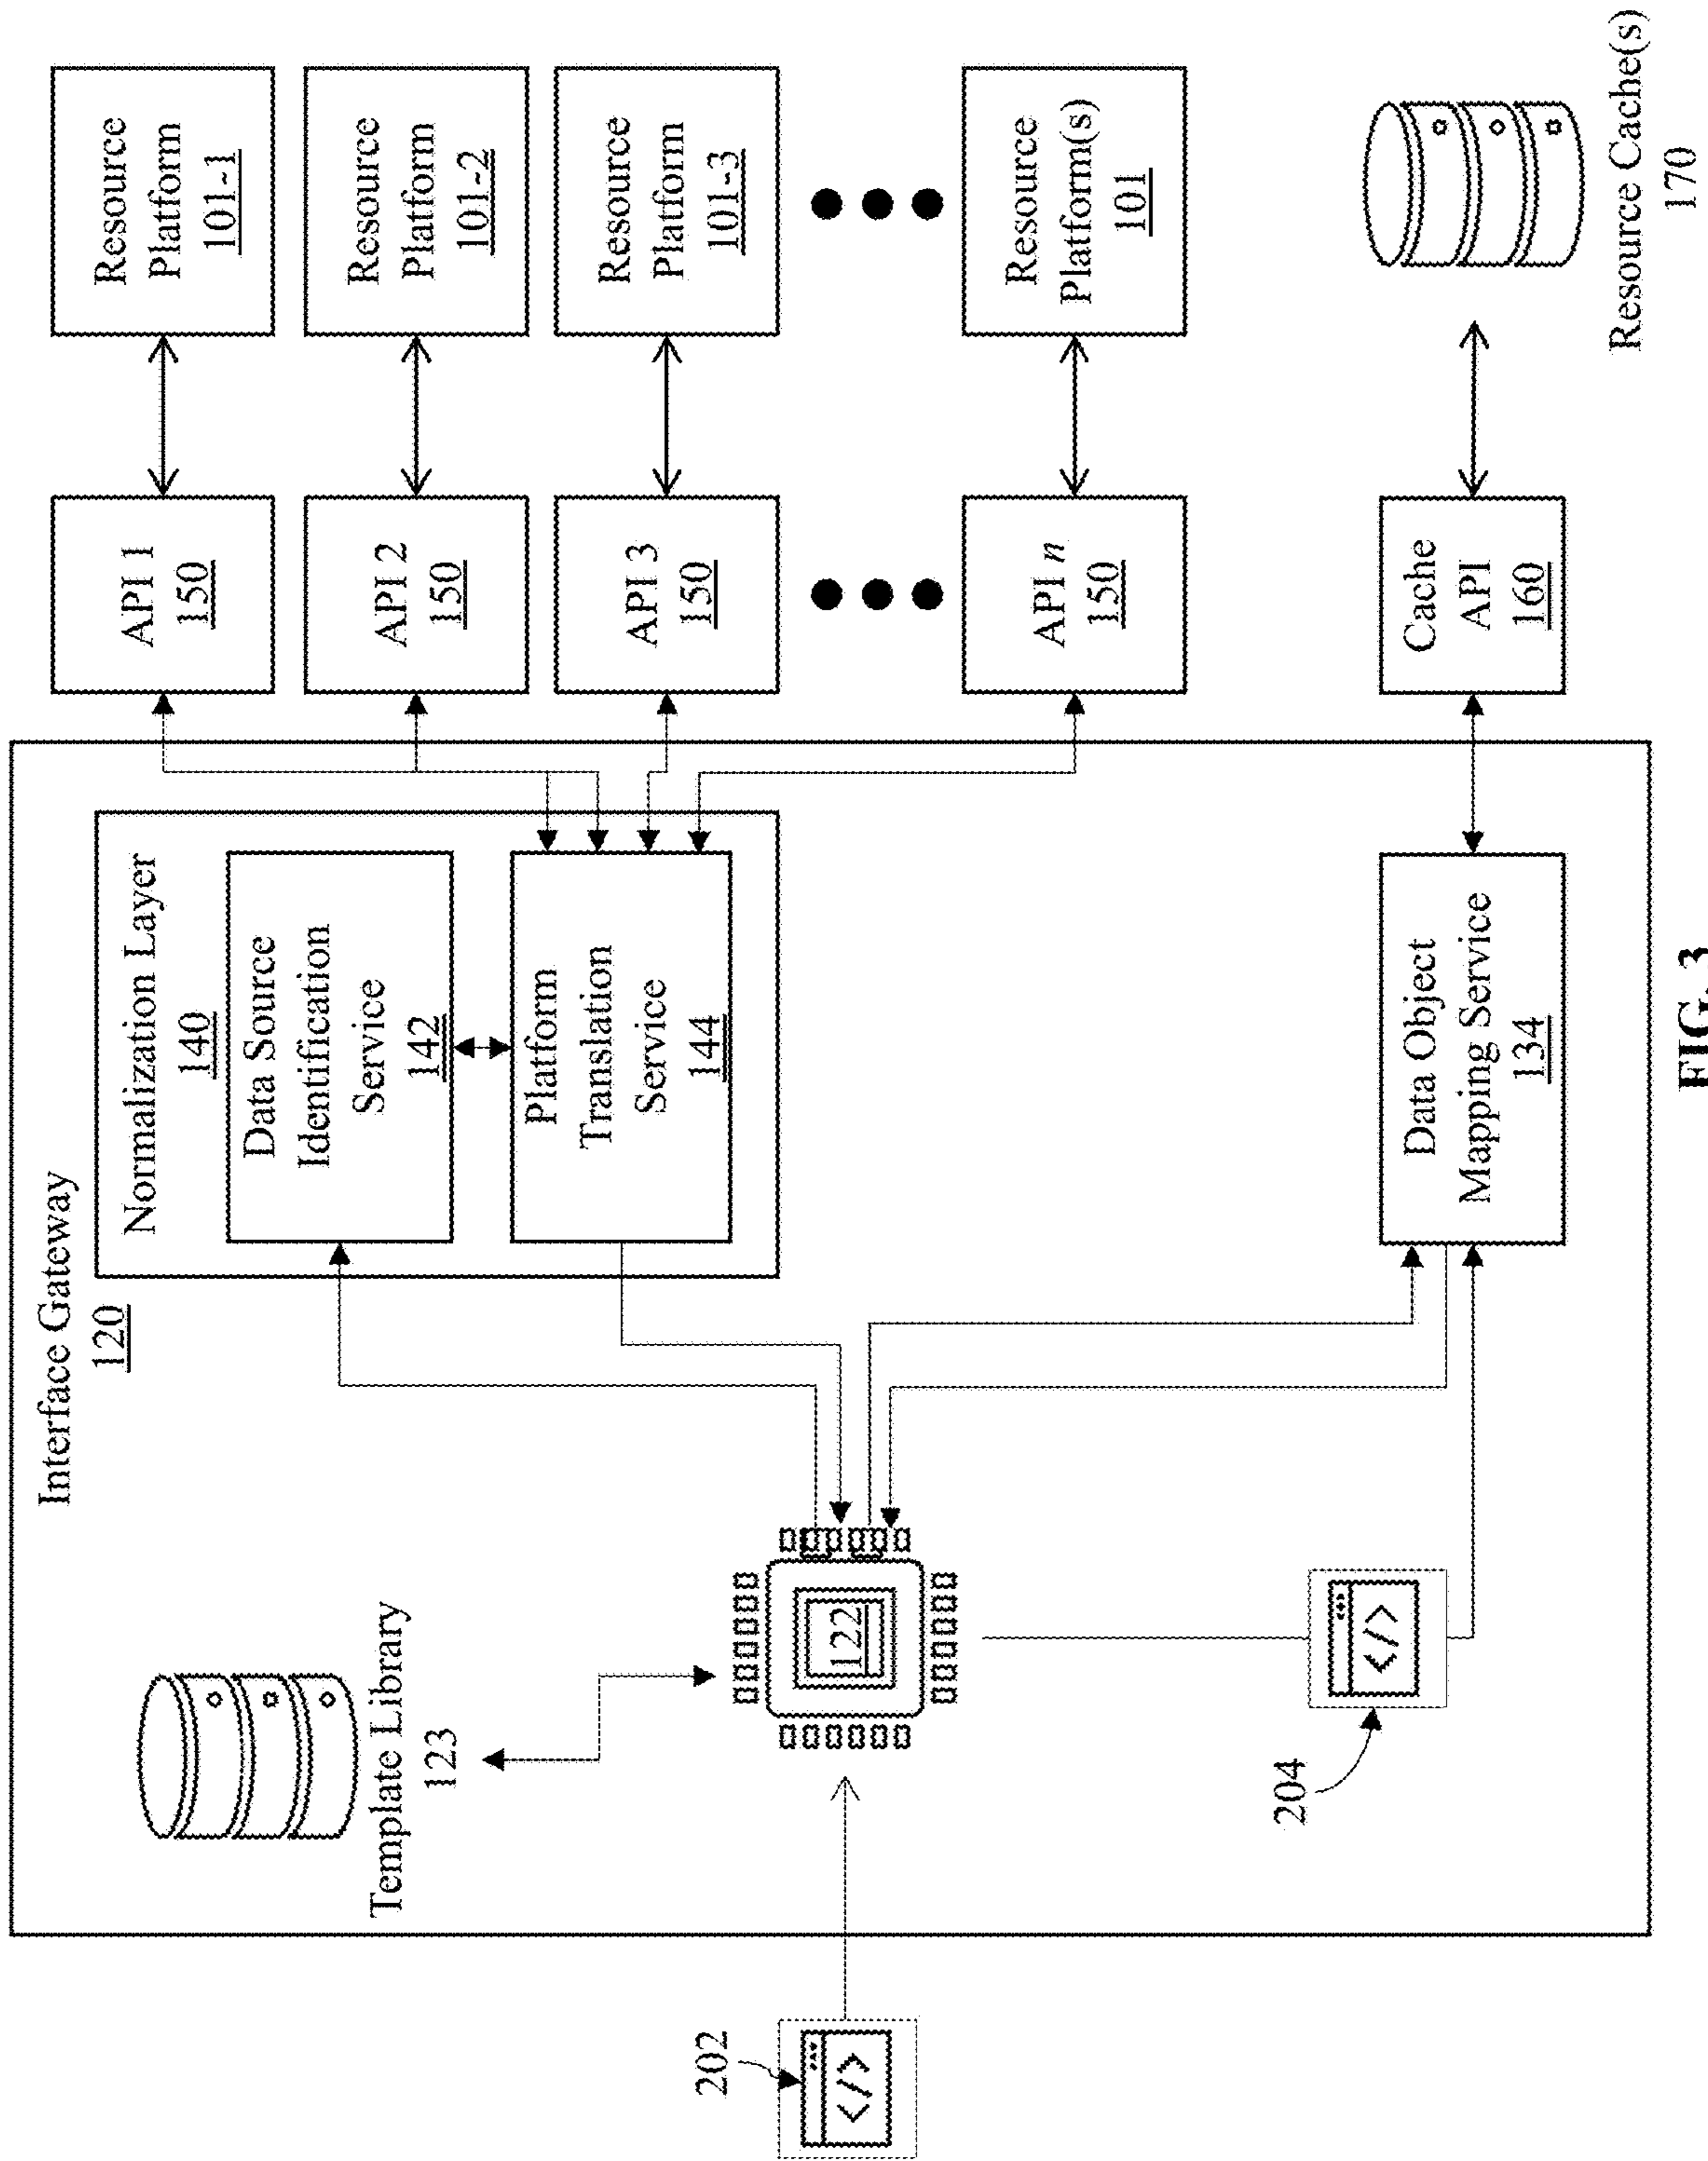 Interface Gateway
120
Template Library
123
202
122
204
Normalization Layer
140
Data Source
Identification
Service
142
Platform
Translation
Service
144
Data Object
Mapping Service
134
API 1
150
API 2
150
API 3
150
API n
150
Cache
API
160
Resource
Platform
101-1
Resource
Platform
101-2
Resource
Platform
101-3
Resource
Platform(s)
101
Resource Cache(s)
170
</>
</>
FIG. 3